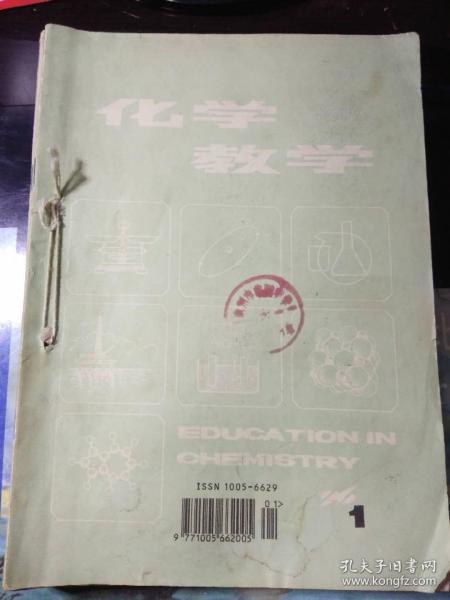 化学
教学
EDUCATION IN
CHEMISTRY
ISSN 1005-6629
01>
9 771005 662005
96
1
孔夫子旧书网
www.kongfz.com